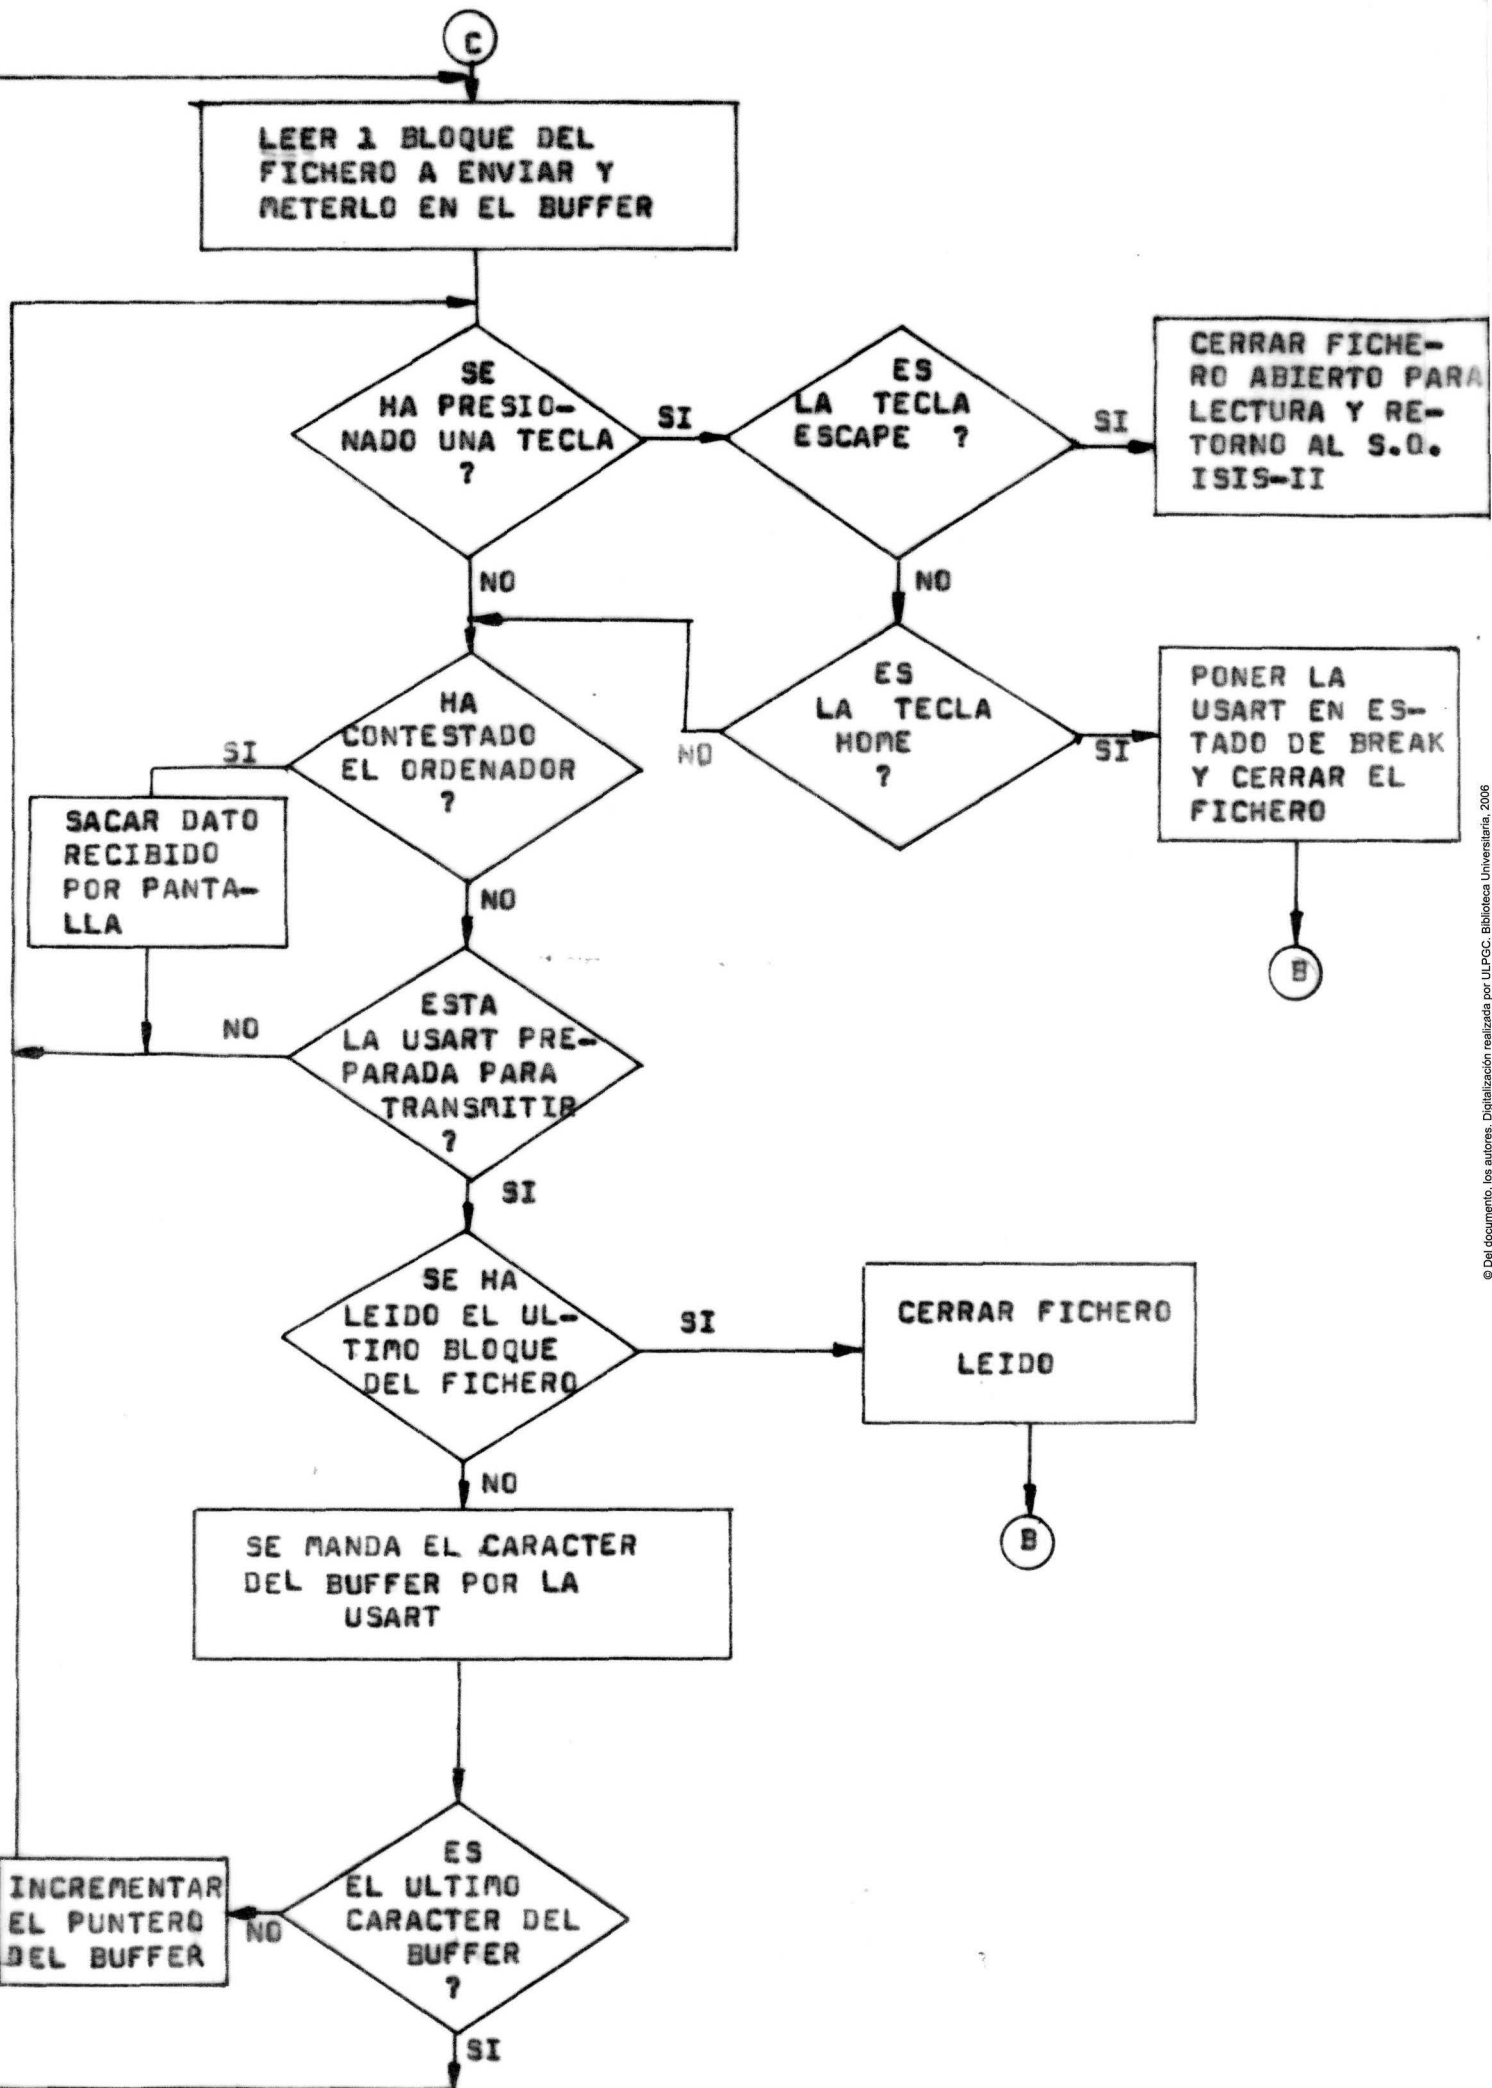 C
LEER 1 BLOQUE DEL
FICHERO A ENVIAR Y
METERLO EN EL BUFFER
SE
HA PRESIO-
NADO UNA TECLA
?
SI
ES
LA TECLA
ESCAPE ?
SI
CERRAR FICHE-
RO ABIERTO PARA
LECTURA Y RE-
TORNO AL S.O.
ISIS-II
NO
NO
HA
CONTESTADO
EL ORDENADOR
?
SI
NO
ES
LA TECLA
HOME
?
SI
PONER LA
USART EN ES-
TADO DE BREAK
Y CERRAR EL
FICHERO
B
SACAR DATO
RECIBIDO
POR PANTA-
LLA
NO
NO
ESTA
LA USART PRE-
PARADA PARA
TRANSMITIR
?
SI
SE HA
LEIDO EL UL-
TIMO BLOQUE
DEL FICHERO
SI
CERRAR FICHERO
LEIDO
B
NO
SE MANDA EL CARACTER
DEL BUFFER POR LA
USART
ES
EL ULTIMO
CARACTER DEL
BUFFER
?
NO
INCREMENTAR
EL PUNTERO
DEL BUFFER
SI
© Del documento, los autores. Digitalización realizada por ULPGC. Biblioteca Universitaria, 2006